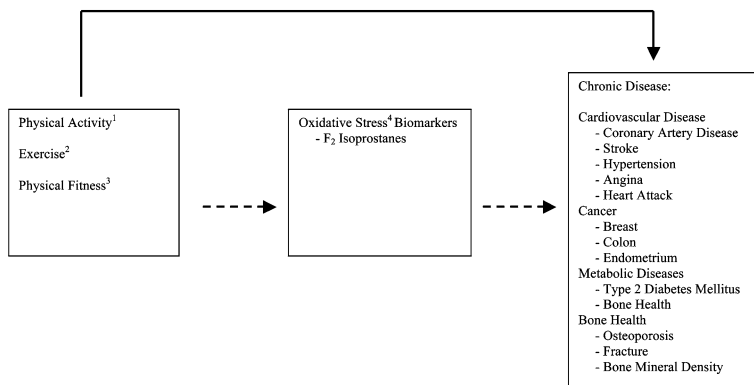 Physical Activity¹
Exercise²
Physical Fitness³
Oxidative Stress⁴ Biomarkers
- F₂ Isoprostanes
Chronic Disease:
Cardiovascular Disease
- Coronary Artery Disease
- Stroke
- Hypertension
- Angina
- Heart Attack
Cancer
- Breast
- Colon
- Endometrium
Metabolic Diseases
- Type 2 Diabetes Mellitus
- Bone Health
Bone Health
- Osteoporosis
- Fracture
- Bone Mineral Density